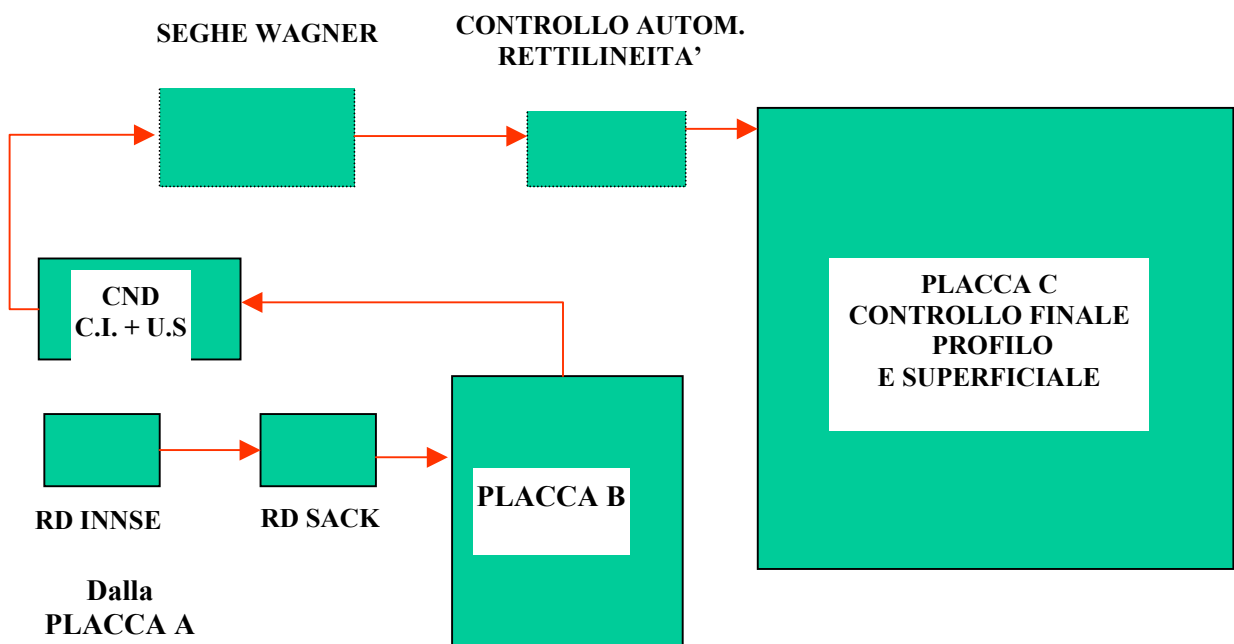 SEGHE WAGNER
CONTROLLO AUTOM.
RETTILINEITA’
CND
C.I. + U.S
PLACCA C
CONTROLLO FINALE
PROFILO
E SUPERFICIALE
PLACCA B
RD INNSE
RD SACK
Dalla
PLACCA A